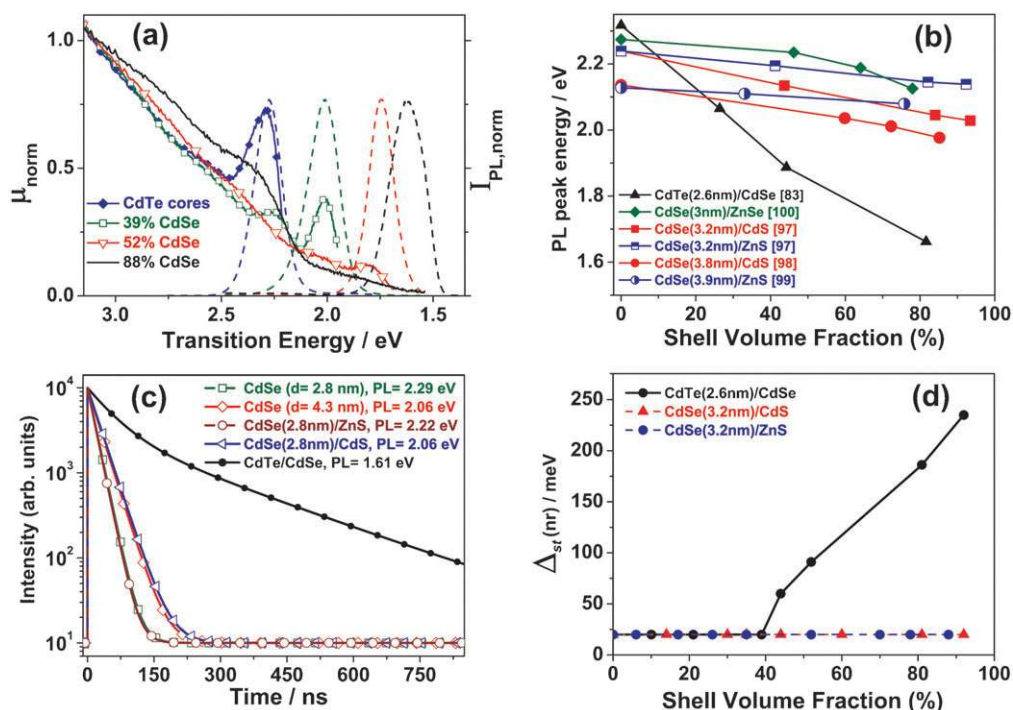 (a)
1.0
0.5
0.0
μnorm
IPL,norm
CdTe cores
39% CdSe
52% CdSe
88% CdSe
3.0 2.5 2.0 1.5
Transition Energy / eV
(b)
2.2
2.0
1.8
1.6
PL peak energy / eV
CdTe(2.6nm)/CdSe [83]
CdSe(3nm)/ZnSe [100]
CdSe(3.2nm)/CdS [97]
CdSe(3.2nm)/ZnS [97]
CdSe(3.8nm)/CdS [98]
CdSe(3.9nm)/ZnS [99]
0 20 40 60 80 100
Shell Volume Fraction (%)
(c)
10^4
10^3
10^2
10^1
Intensity (arb. units)
CdSe (d= 2.8 nm), PL= 2.29 eV
CdSe (d= 4.3 nm), PL= 2.06 eV
CdSe(2.8nm)/ZnS, PL= 2.22 eV
CdSe(2.8nm)/CdS, PL= 2.06 eV
CdTe/CdSe, PL= 1.61 eV
0 150 300 450 600 750
Time / ns
(d)
250
200
150
100
50
0
Δst(nr) / meV
CdTe(2.6nm)/CdSe
CdSe(3.2nm)/CdS
CdSe(3.2nm)/ZnS
0 20 40 60 80 100
Shell Volume Fraction (%)